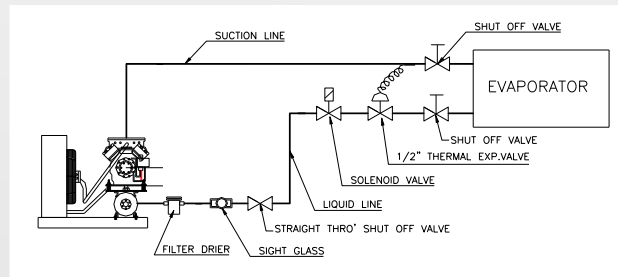 SHUT OFF VALVE
SUCTION LINE
EVAPORATOR
SHUT OFF VALVE
1/2" THERMAL EXP.VALVE
SOLENOID VALVE
LIQUID LINE
STRAIGHT THRO' SHUT OFF VALVE
FILTER DRIER
SIGHT GLASS